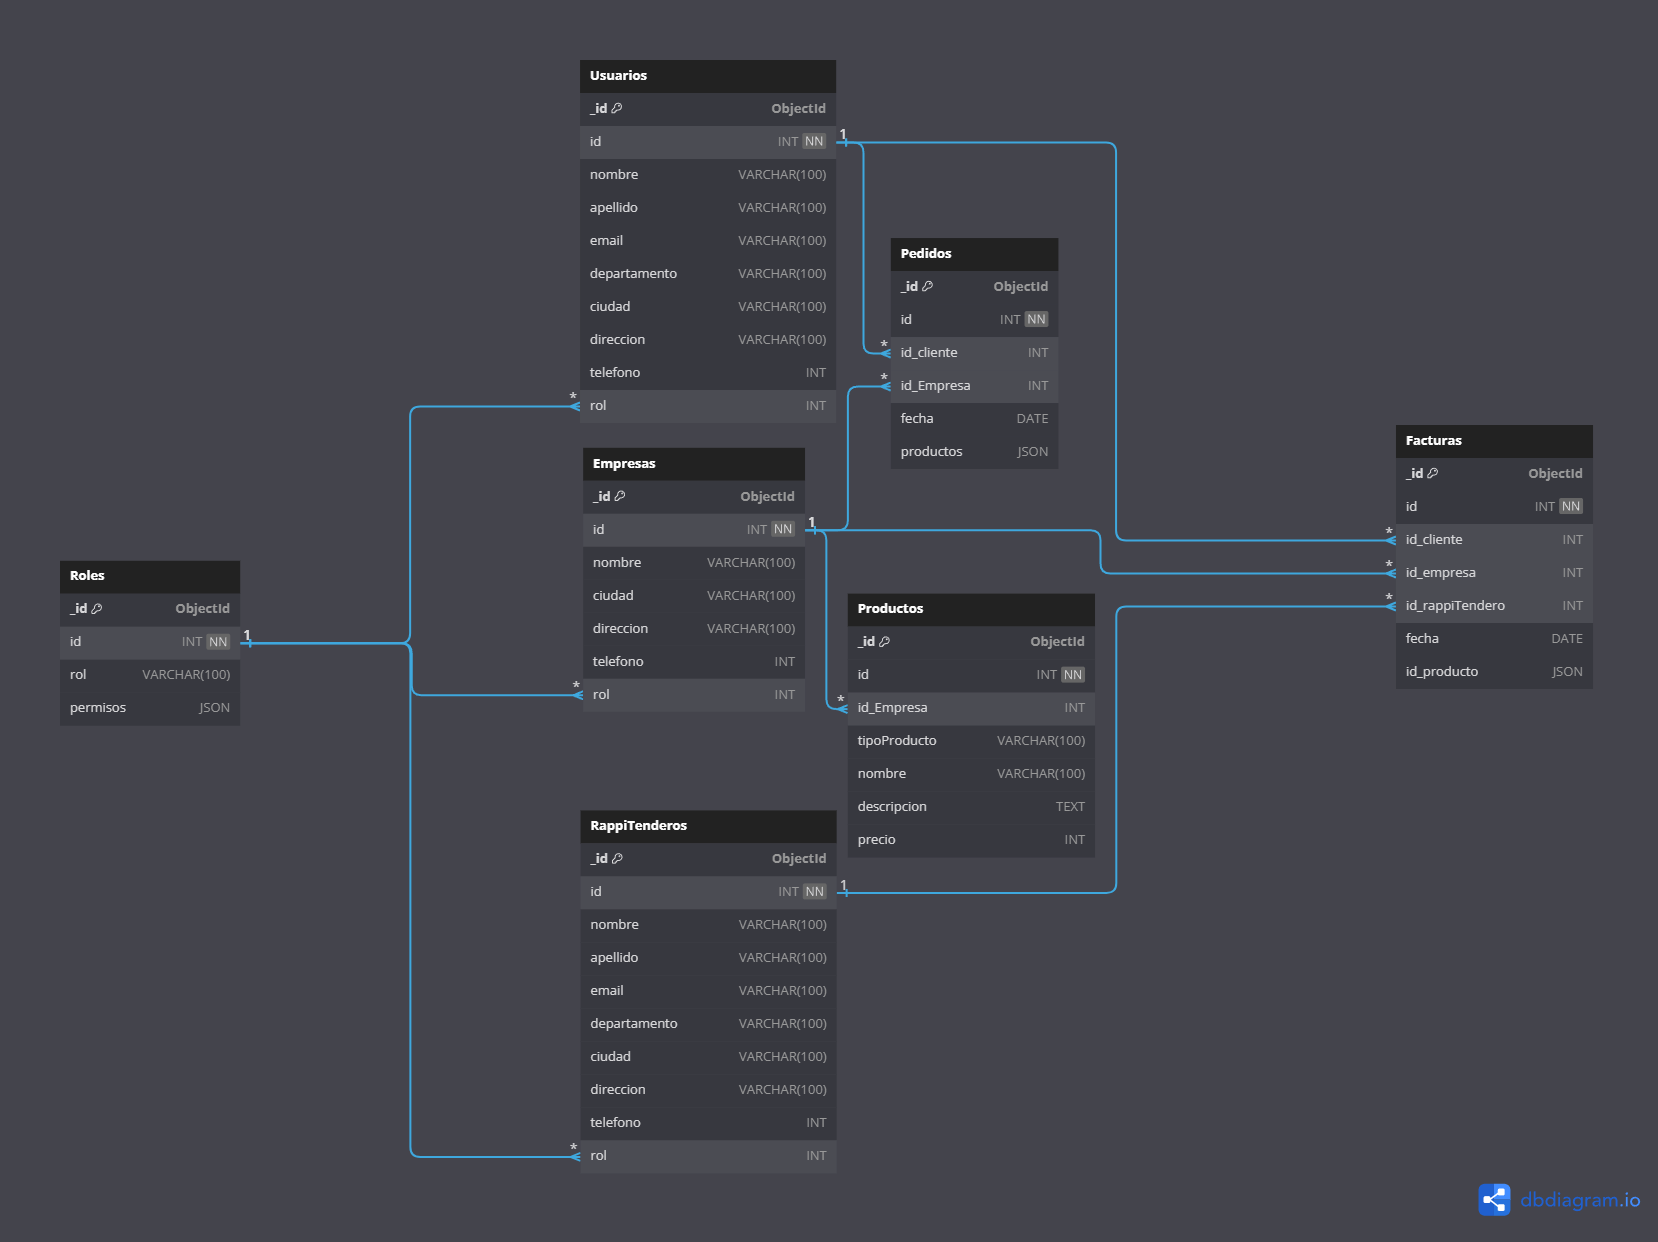 Usuarios
_id ObjectId
id INT NN
nombre VARCHAR(100)
apellido VARCHAR(100)
email VARCHAR(100)
departamento VARCHAR(100)
ciudad VARCHAR(100)
direccion VARCHAR(100)
telefono INT
rol INT
1
*
Pedidos
_id ObjectId
id INT NN
id_cliente INT
id_Empresa INT
fecha DATE
productos JSON
*
*
Empresas
_id ObjectId
id INT NN
nombre VARCHAR(100)
ciudad VARCHAR(100)
direccion VARCHAR(100)
telefono INT
rol INT
1
*
Facturas
_id ObjectId
id INT NN
id_cliente INT
id_empresa INT
id_rappiTendero INT
fecha DATE
id_producto JSON
*
*
*
Roles
_id ObjectId
id INT NN
rol VARCHAR(100)
permisos JSON
1
Productos
_id ObjectId
id INT NN
id_Empresa INT
tipoProducto VARCHAR(100)
nombre VARCHAR(100)
descripcion TEXT
precio INT
*
RappiTenderos
_id ObjectId
id INT NN
nombre VARCHAR(100)
apellido VARCHAR(100)
email VARCHAR(100)
departamento VARCHAR(100)
ciudad VARCHAR(100)
direccion VARCHAR(100)
telefono INT
rol INT
1
*
dbdiagram.io